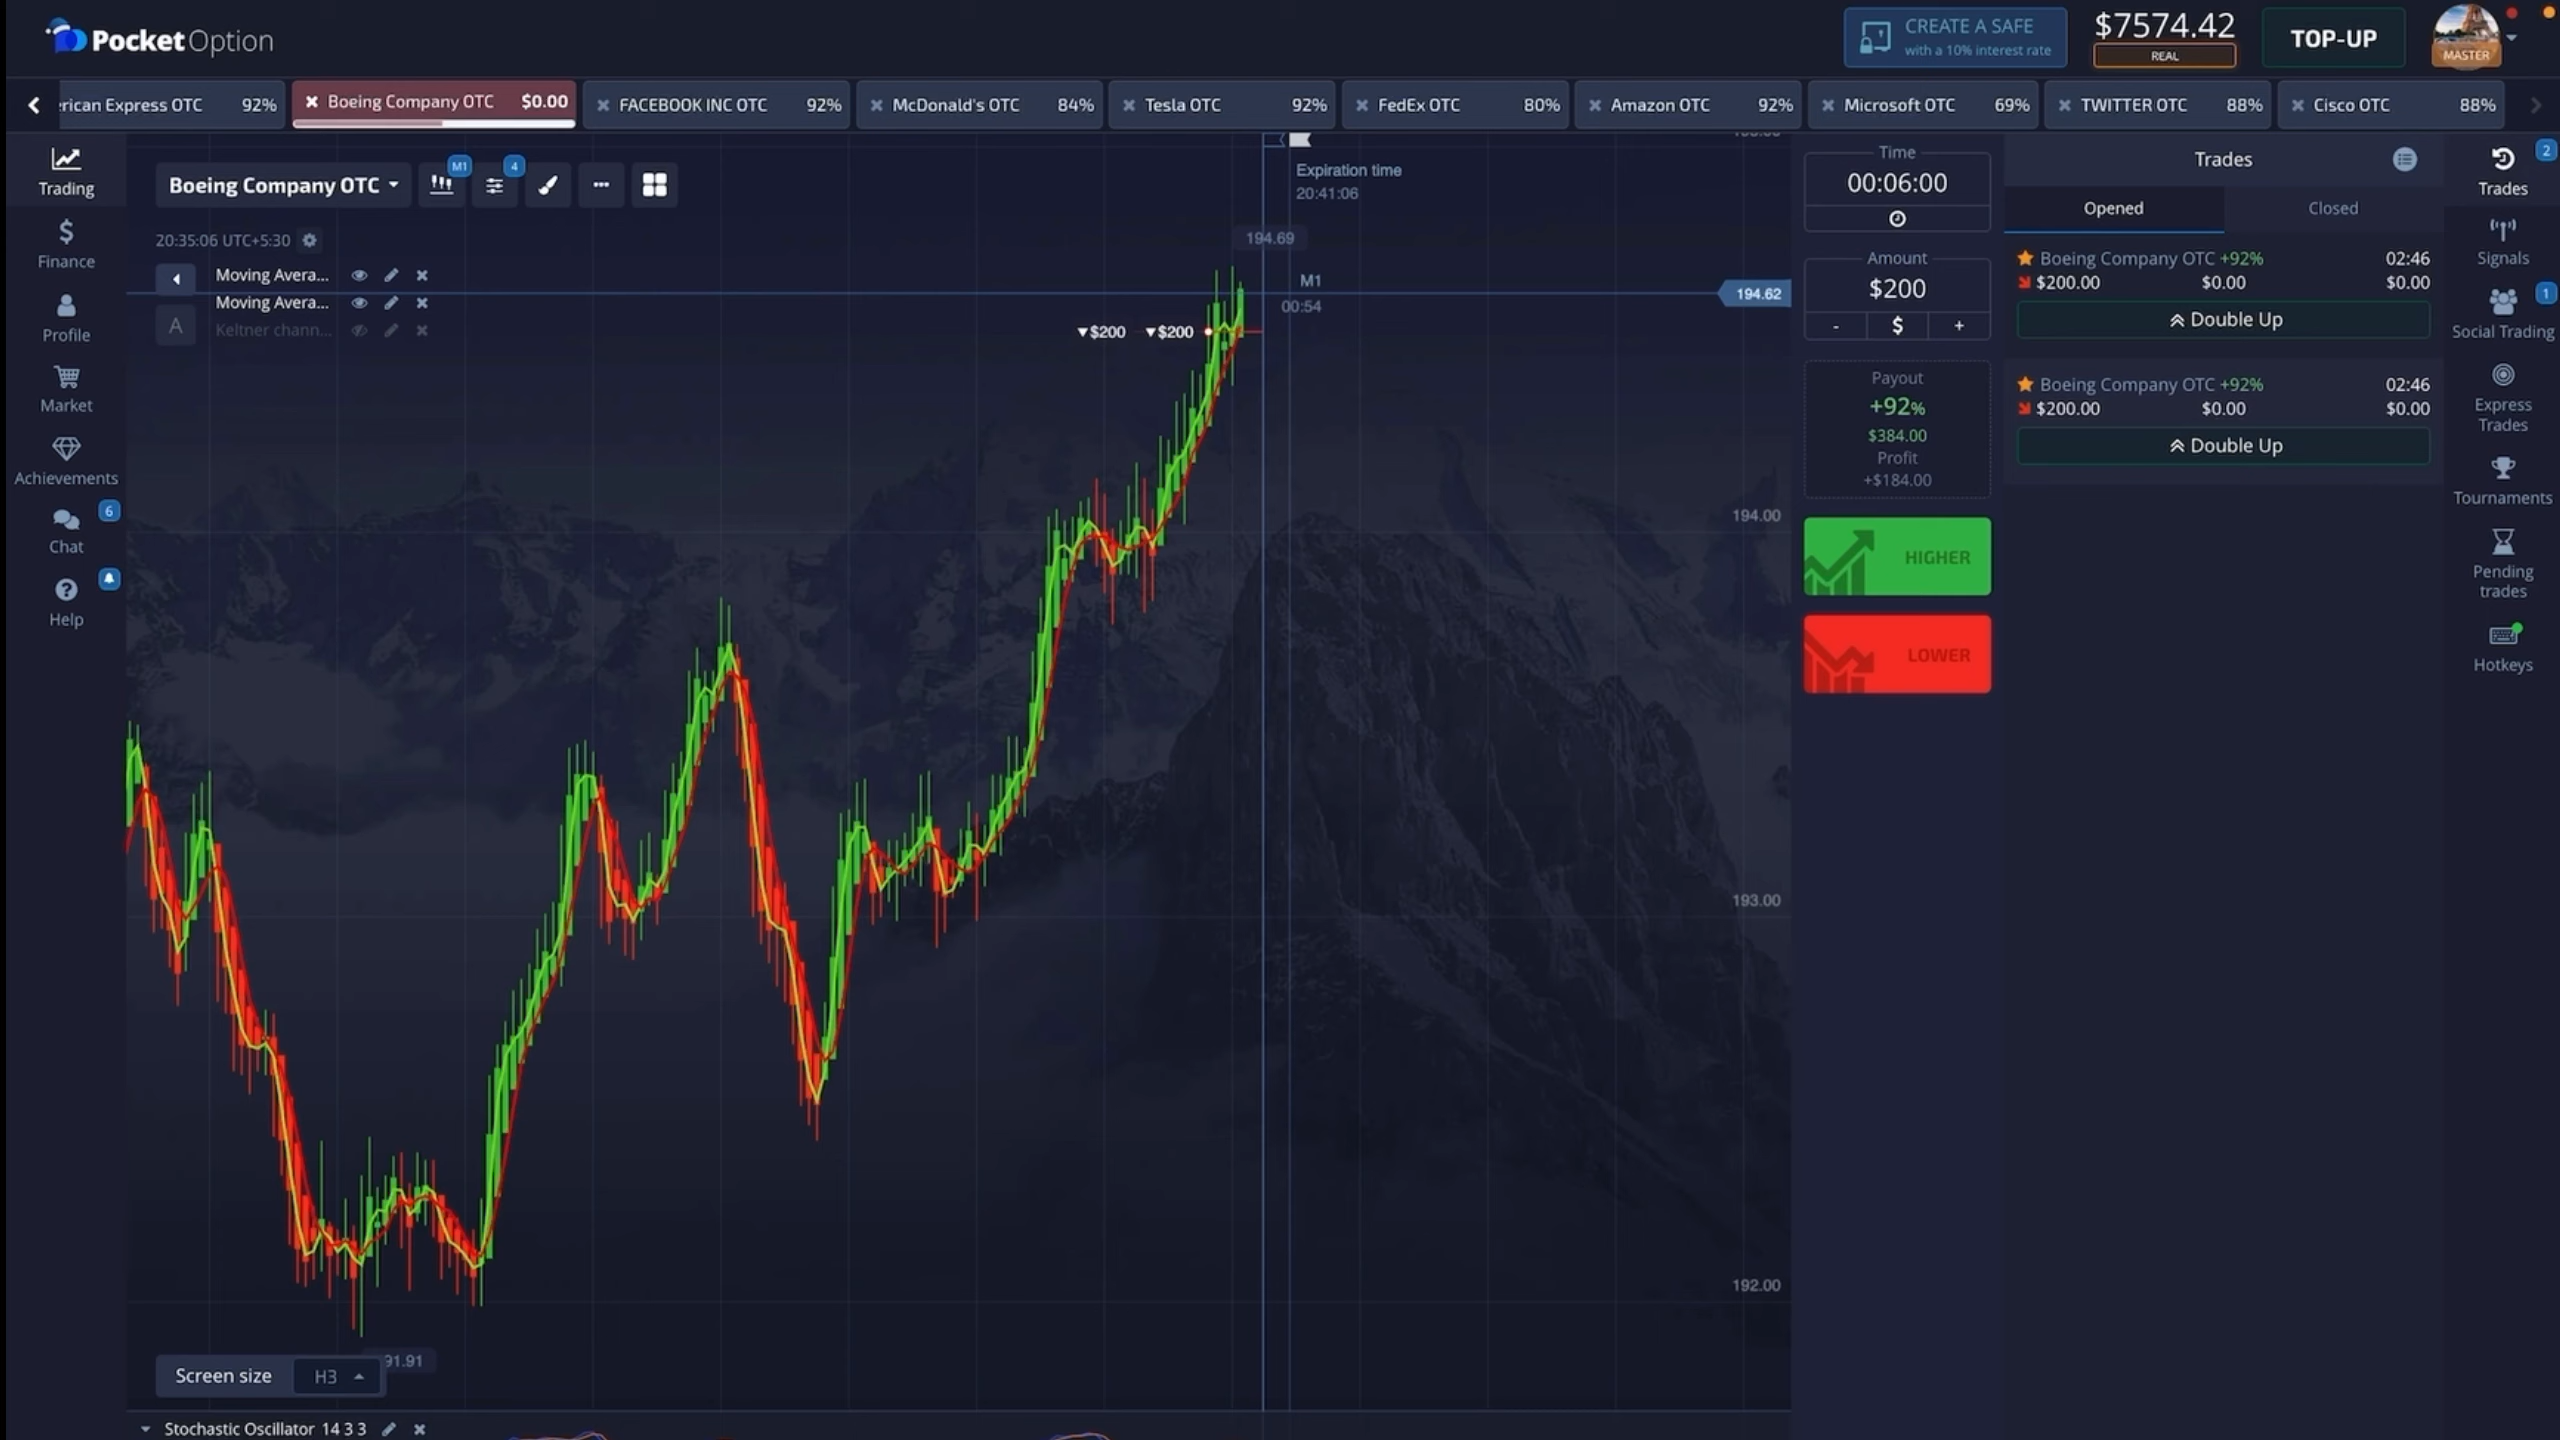 PocketOption
CREATE A SAFE
with a 10% interest rate
$7574.42
REAL
TOP-UP
MASTER
rican Express OTC 92%
Boeing Company OTC $0.00
FACEBOOK INC OTC 92%
McDonald's OTC 84%
Tesla OTC 92%
FedEx OTC 80%
Amazon OTC 92%
Microsoft OTC 69%
TWITTER OTC 88%
Cisco OTC 88%
Trading
Finance
Profile
Market
Achievements
6
Chat
Help
Boeing Company OTC
M1
4
20:35:06 UTC+5:30
Moving Avera...
Moving Avera...
A
Keltner chann...
Expiration time
20:41:06
194.69
M1
00:54
194.62
$200 $200
194.00
193.00
192.00
91.91
Screen size H3
Stochastic Oscillator 14 3 3
Time
00:06:00
Amount
$200
- $ +
Payout
+92%
$384.00
Profit
+$184.00
HIGHER
LOWER
Trades
Opened Closed
Boeing Company OTC +92% 02:46
$200.00 $0.00 $0.00
Double Up
Boeing Company OTC +92% 02:46
$200.00 $0.00 $0.00
Double Up
2
Trades
Signals
1
Social Trading
Express
Trades
Tournaments
Pending
trades
Hotkeys